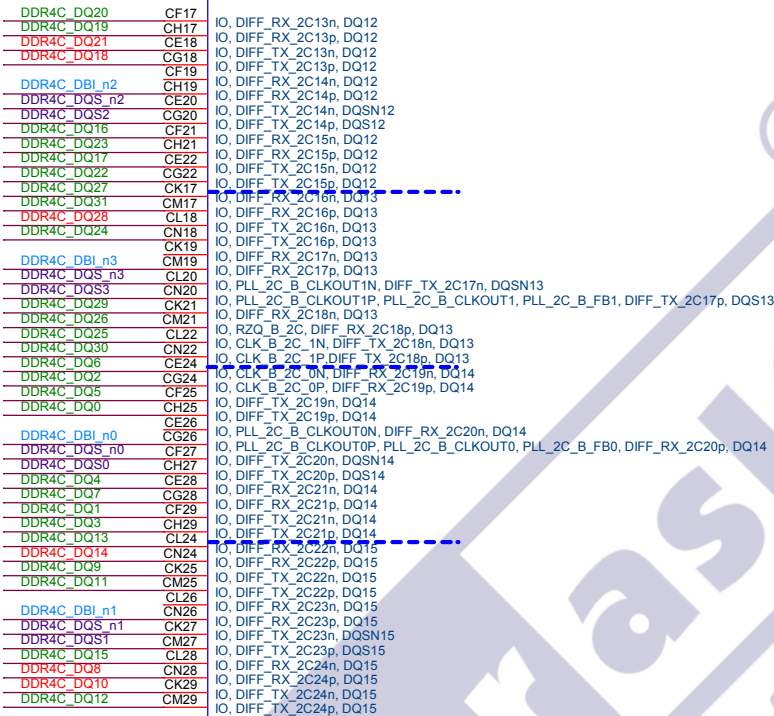 DDR4C_DQ20 CF17 IO, DIFF_RX_2C13n, DQ12
DDR4C_DQ19 CH17 IO, DIFF_RX_2C13p, DQ12
DDR4C_DQ21 CE18 IO, DIFF_TX_2C13n, DQ12
DDR4C_DQ18 CG18 IO, DIFF_TX_2C13p, DQ12
CF19 IO, DIFF_RX_2C14n, DQ12
DDR4C_DBI_n2 CH19 IO, DIFF_RX_2C14p, DQ12
DDR4C_DQS_n2 CE20 IO, DIFF_TX_2C14n, DQSN12
DDR4C_DQS2 CG20 IO, DIFF_TX_2C14p, DQS12
DDR4C_DQ16 CF21 IO, DIFF_RX_2C15n, DQ12
DDR4C_DQ23 CH21 IO, DIFF_RX_2C15p, DQ12
DDR4C_DQ17 CE22 IO, DIFF_TX_2C15n, DQ12
DDR4C_DQ22 CG22 IO, DIFF_TX_2C15p, DQ12
DDR4C_DQ27 CK17 IO, DIFF_RX_2C16n, DQ13
DDR4C_DQ31 CM17 IO, DIFF_RX_2C16p, DQ13
DDR4C_DQ28 CL18 IO, DIFF_TX_2C16n, DQ13
DDR4C_DQ24 CN18 IO, DIFF_TX_2C16p, DQ13
CK19 IO, DIFF_RX_2C17n, DQ13
DDR4C_DBI_n3 CM19 IO, DIFF_RX_2C17p, DQ13
DDR4C_DQS_n3 CL20 IO, PLL_2C_B_CLKOUT1N, DIFF_TX_2C17n, DQSN13
DDR4C_DQS3 CN20 IO, PLL_2C_B_CLKOUT1P, PLL_2C_B_CLKOUT1, PLL_2C_B_FB1, DIFF_TX_2C17p, DQS13
DDR4C_DQ29 CK21 IO, DIFF_RX_2C18n, DQ13
DDR4C_DQ26 CM21 IO, RZQ_B_2C, DIFF_RX_2C18p, DQ13
DDR4C_DQ25 CL22 IO, CLK_B_2C_1N, DIFF_TX_2C18n, DQ13
DDR4C_DQ30 CN22 IO, CLK_B_2C_1P,DIFF_TX_2C18p, DQ13
DDR4C_DQ6 CE24 IO, CLK_B_2C_0N, DIFF_RX_2C19n, DQ14
DDR4C_DQ2 CG24 IO, CLK_B_2C_0P, DIFF_RX_2C19p, DQ14
DDR4C_DQ5 CF25 IO, DIFF_TX_2C19n, DQ14
DDR4C_DQ0 CH25 IO, DIFF_TX_2C19p, DQ14
CE26 IO, PLL_2C_B_CLKOUT0N, DIFF_RX_2C20n, DQ14
DDR4C_DBI_n0 CG26 IO, PLL_2C_B_CLKOUT0P, PLL_2C_B_CLKOUT0, PLL_2C_B_FB0, DIFF_RX_2C20p, DQ14
DDR4C_DQS_n0 CF27 IO, DIFF_TX_2C20n, DQSN14
DDR4C_DQS0 CH27 IO, DIFF_TX_2C20p, DQS14
DDR4C_DQ4 CE28 IO, DIFF_RX_2C21n, DQ14
DDR4C_DQ7 CG28 IO, DIFF_RX_2C21p, DQ14
DDR4C_DQ1 CF29 IO, DIFF_TX_2C21n, DQ14
DDR4C_DQ3 CH29 IO, DIFF_TX_2C21p, DQ14
DDR4C_DQ13 CL24 IO, DIFF_RX_2C22n, DQ15
DDR4C_DQ14 CN24 IO, DIFF_RX_2C22p, DQ15
DDR4C_DQ9 CK25 IO, DIFF_TX_2C22n, DQ15
DDR4C_DQ11 CM25 IO, DIFF_TX_2C22p, DQ15
CL26 IO, DIFF_RX_2C23n, DQ15
DDR4C_DBI_n1 CN26 IO, DIFF_RX_2C23p, DQ15
DDR4C_DQS_n1 CK27 IO, DIFF_TX_2C23n, DQSN15
DDR4C_DQS1 CM27 IO, DIFF_TX_2C23p, DQS15
DDR4C_DQ15 CL28 IO, DIFF_RX_2C24n, DQ15
DDR4C_DQ8 CN28 IO, DIFF_RX_2C24p, DQ15
DDR4C_DQ10 CK29 IO, DIFF_TX_2C24n, DQ15
DDR4C_DQ12 CM29 IO, DIFF_TX_2C24p, DQ15